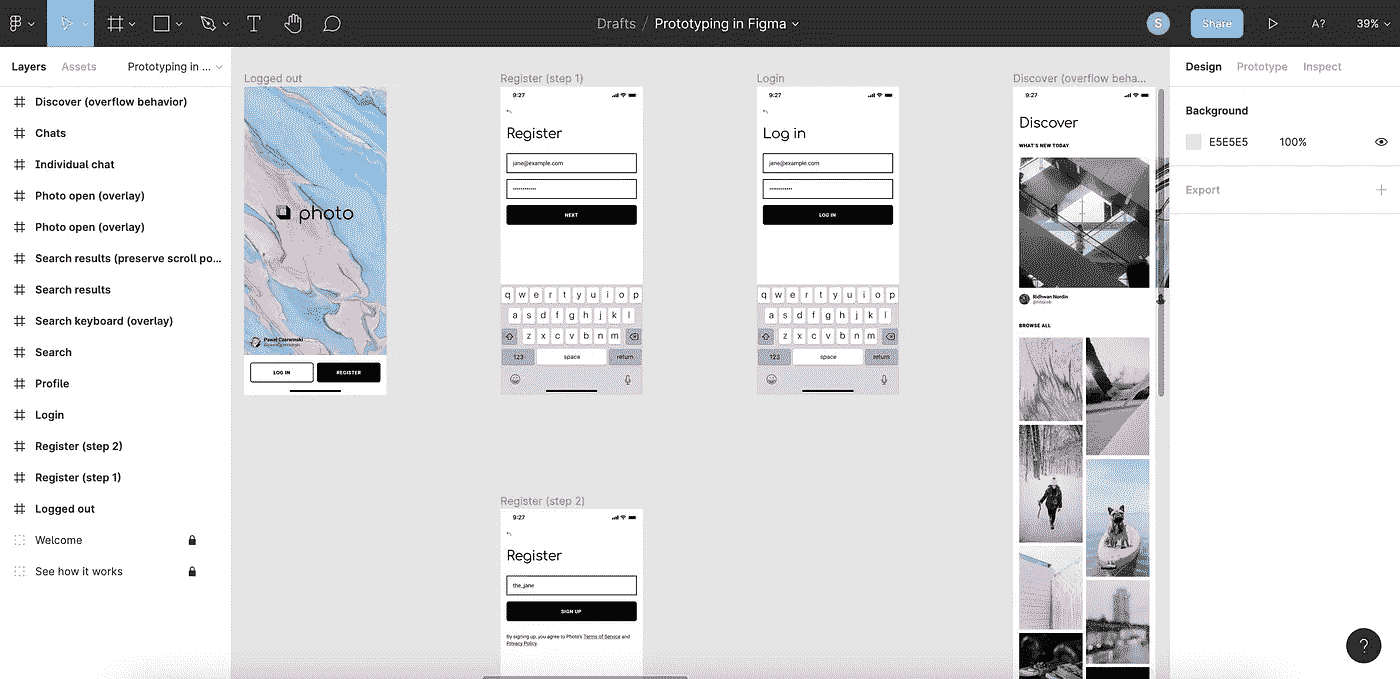 Drafts / Prototyping in Figma
S
Share
A?
39%
Layers
Assets
Prototyping in ...
Discover (overflow behavior)
Chats
Individual chat
Photo open (overlay)
Photo open (overlay)
Search results (preserve scroll po...
Search results
Search keyboard (overlay)
Search
Profile
Login
Register (step 2)
Register (step 1)
Logged out
Welcome
See how it works
Logged out
photo
Pawel Czerwinski
LOG IN
REGISTER
Register (step 1)
9:27
Register
jane@example.com
NEXT
q w e r t y u i o p
a s d f g h j k l
z x c v b n m
123
space
return
Login
9:27
Log in
jane@example.com
LOG IN
q w e r t y u i o p
a s d f g h j k l
z x c v b n m
123
space
return
Register (step 2)
9:27
Register
the_jane
SIGN UP
By signing up, you agree to Photo's Terms of Service and
Privacy Policy.
Discover (overflow beha...
9:27
Discover
WHAT'S NEW TODAY
Ridhwan Nordin
BROWSE ALL
Design
Prototype
Inspect
Background
E5E5E5
100%
Export
?